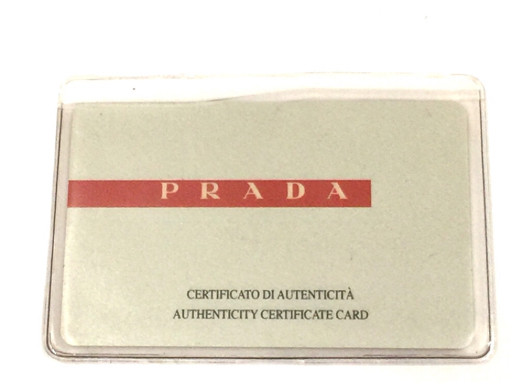 PRADA
CERTIFICATO DI AUTENTICITÀ
AUTHENTICITY CERTIFICATE CARD